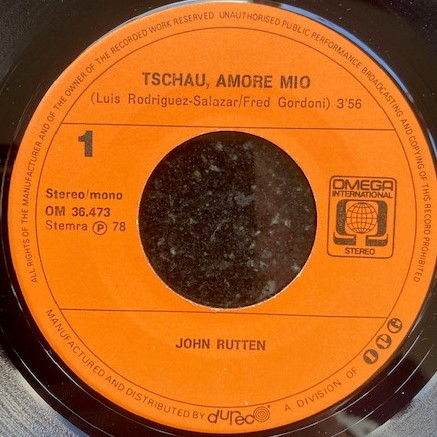 ALL RIGHTS OF THE MANUFACTURER AND OF THE OWNER OF THE RECORDED WORK RESERVED UNAUTHORISED PUBLIC PERFORMANCE BROADCASTING AND COPYING OF THIS RECORD PROHIBITED
TSCHAU, AMORE MIO
(Luis Rodriguez-Salazar/Fred Gordoni) 3'56
1
Stereo/mono
OM 36.473
Stemra Ⓟ 78
OMEGA
INTERNATIONAL
STEREO
JOHN RUTTEN
MANUFACTURED AND DISTRIBUTED BY dureco A DIVISION OF